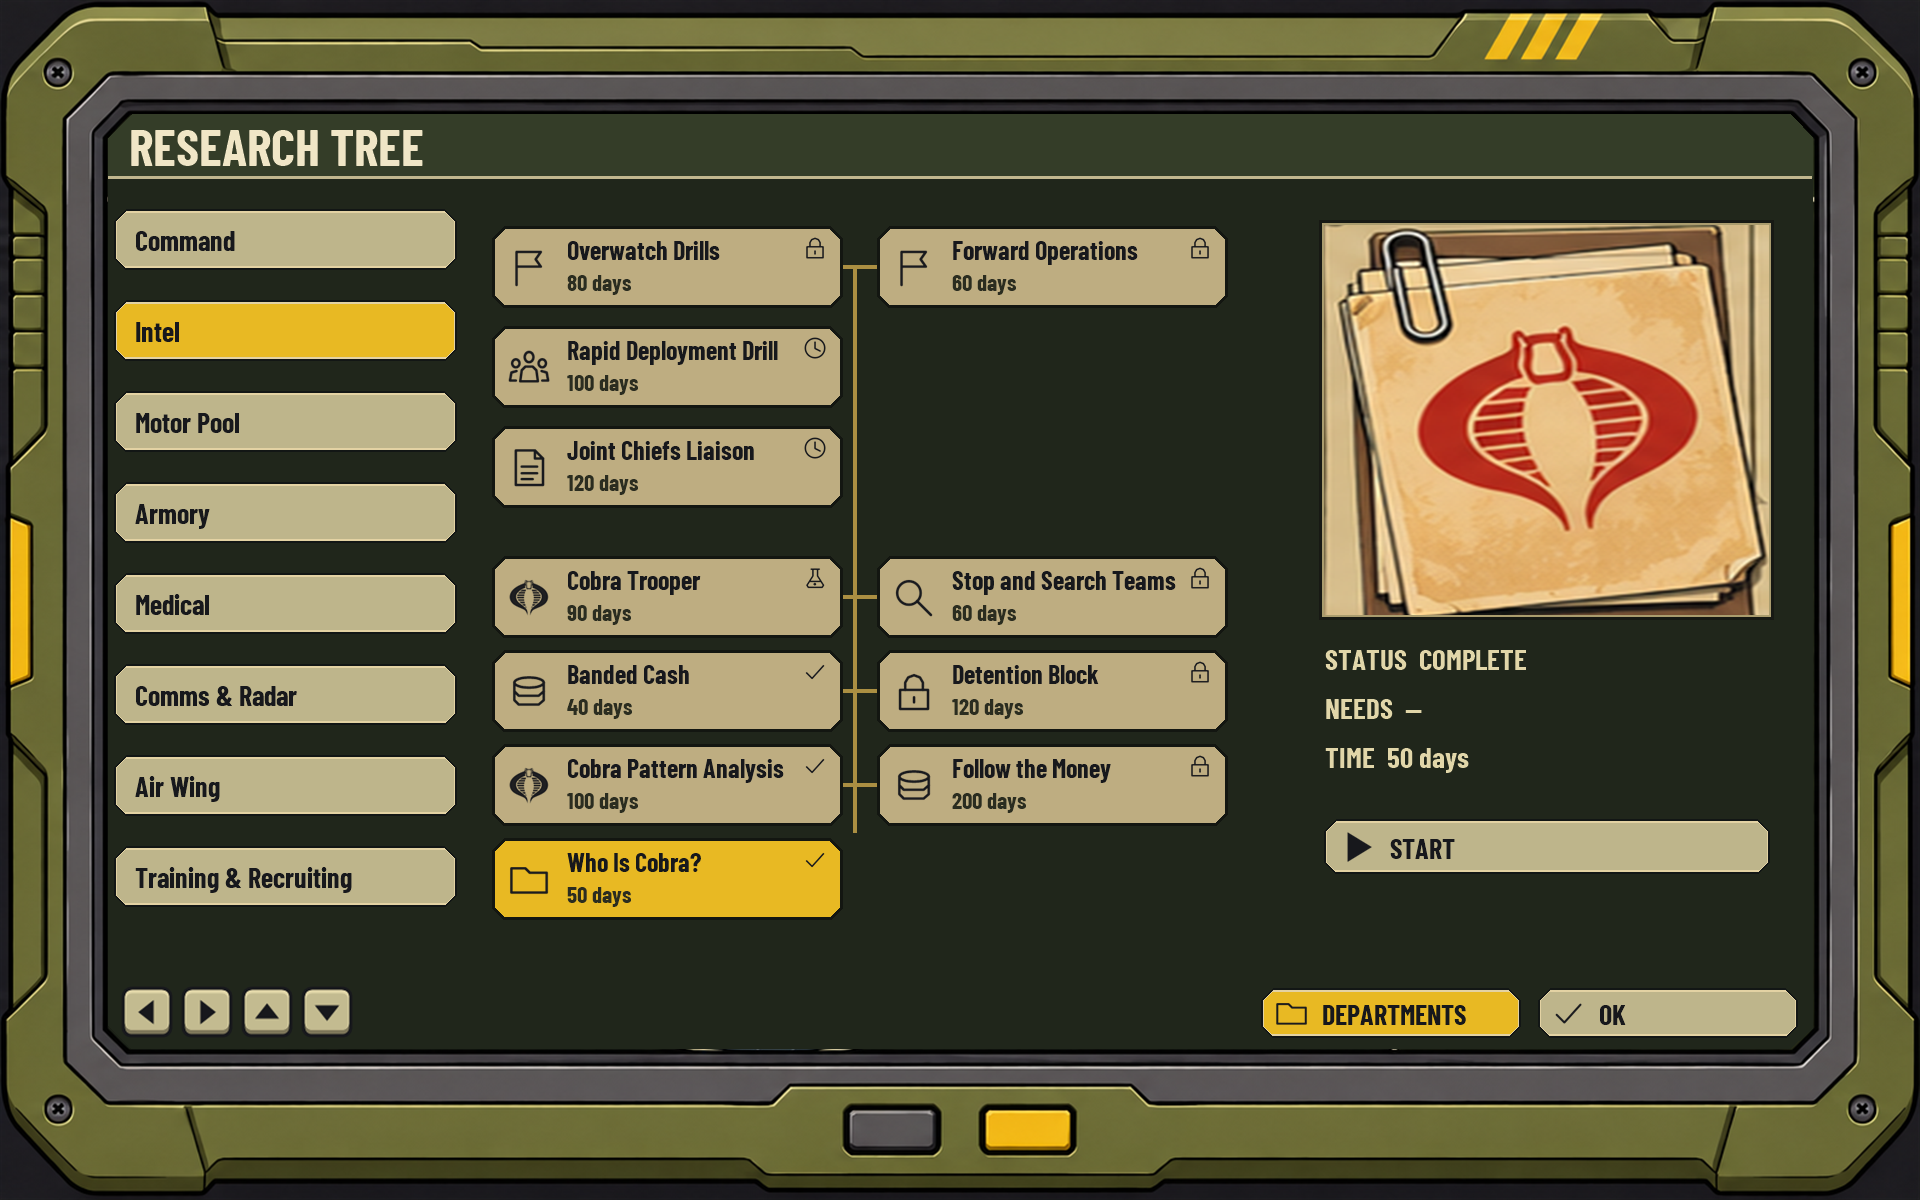 RESEARCH TREE
Command
Intel
Motor Pool
Armory
Medical
Comms & Radar
Air Wing
Training & Recruiting
Overwatch Drills
80 days
Forward Operations
60 days
Rapid Deployment Drill
100 days
Joint Chiefs Liaison
120 days
Cobra Trooper
90 days
Stop and Search Teams
60 days
Banded Cash
40 days
Detention Block
120 days
Cobra Pattern Analysis
100 days
Follow the Money
200 days
Who Is Cobra?
50 days
STATUS COMPLETE
NEEDS –
TIME 50 days
START
DEPARTMENTS
OK